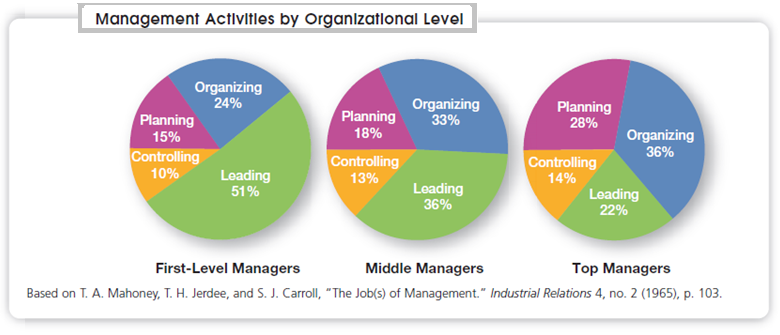 Management Activities by Organizational Level
Organizing
24%
Planning
15%
Controlling
10%
Leading
51%
First-Level Managers
Organizing
33%
Planning
18%
Controlling
13%
Leading
36%
Middle Managers
Planning
28%
Organizing
36%
Controlling
14%
Leading
22%
Top Managers
Based on T. A. Mahoney, T. H. Jerdee, and S. J. Carroll, “The Job(s) of Management.” Industrial Relations 4, no. 2 (1965), p. 103.